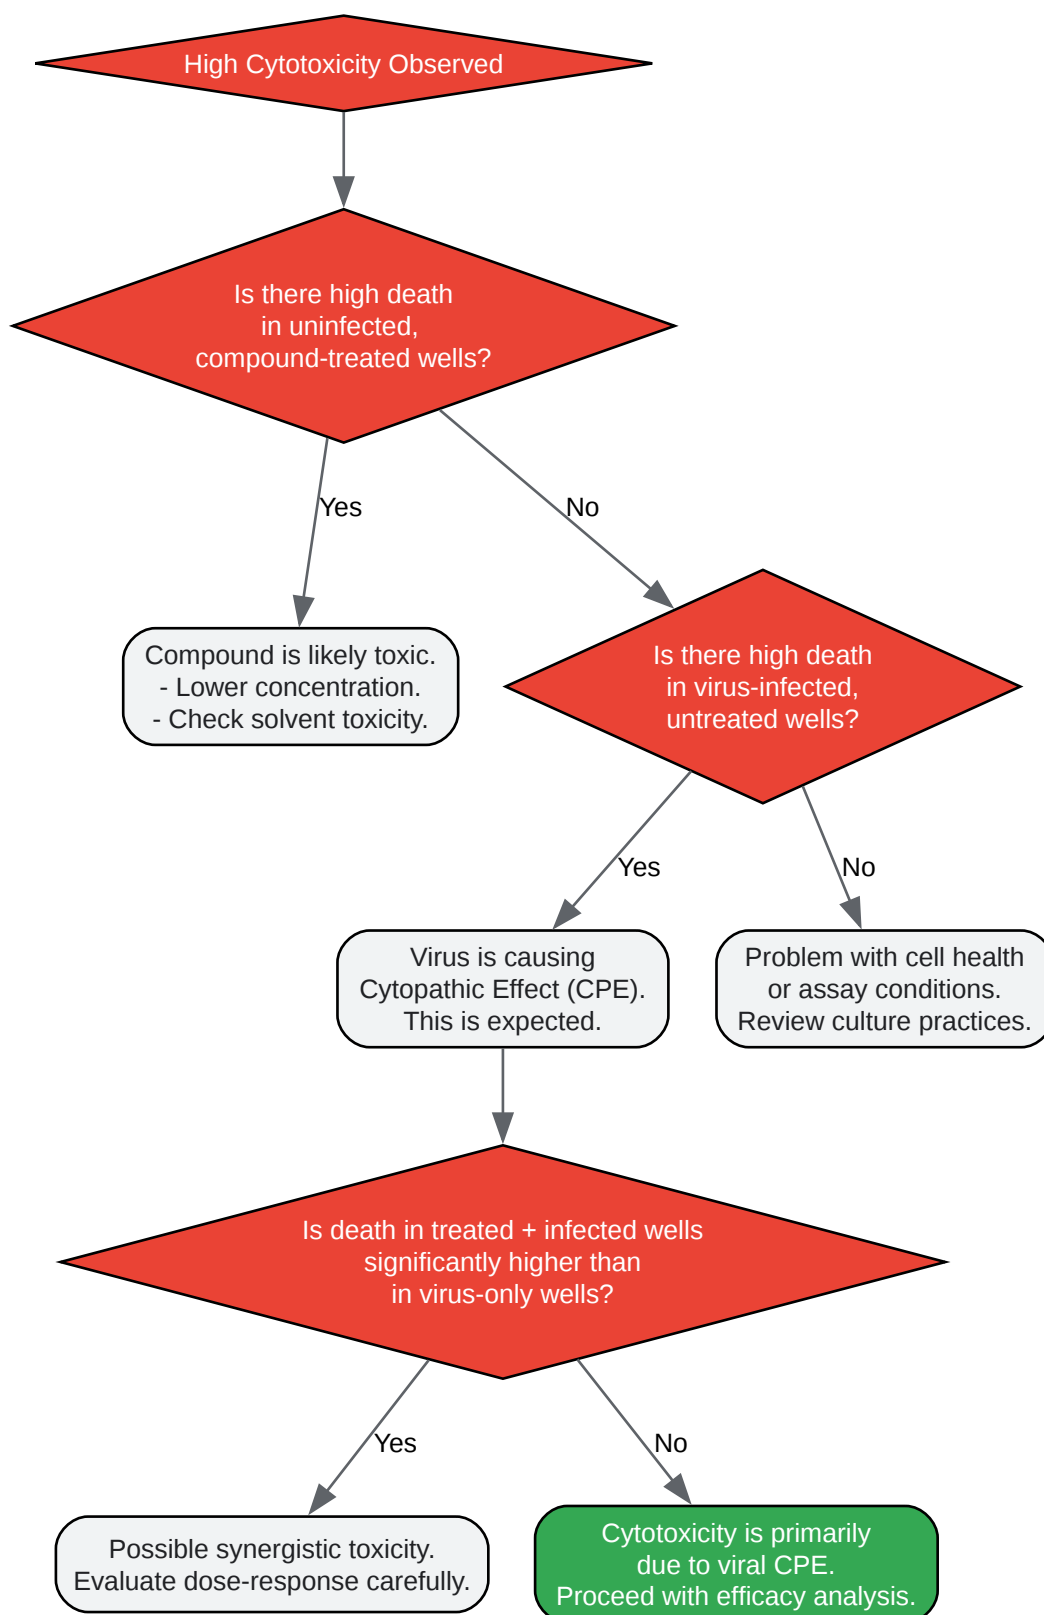 High Cytotoxicity Observed
Is there high death
in uninfected,
compound-treated wells?
Yes
No
Compound is likely toxic.
- Lower concentration.
- Check solvent toxicity.
Is there high death
in virus-infected,
untreated wells?
Yes
No
Virus is causing
Cytopathic Effect (CPE).
This is expected.
Problem with cell health
or assay conditions.
Review culture practices.
Is death in treated + infected wells
significantly higher than
in virus-only wells?
Yes
No
Possible synergistic toxicity.
Evaluate dose-response carefully.
Cytotoxicity is primarily
due to viral CPE.
Proceed with efficacy analysis.